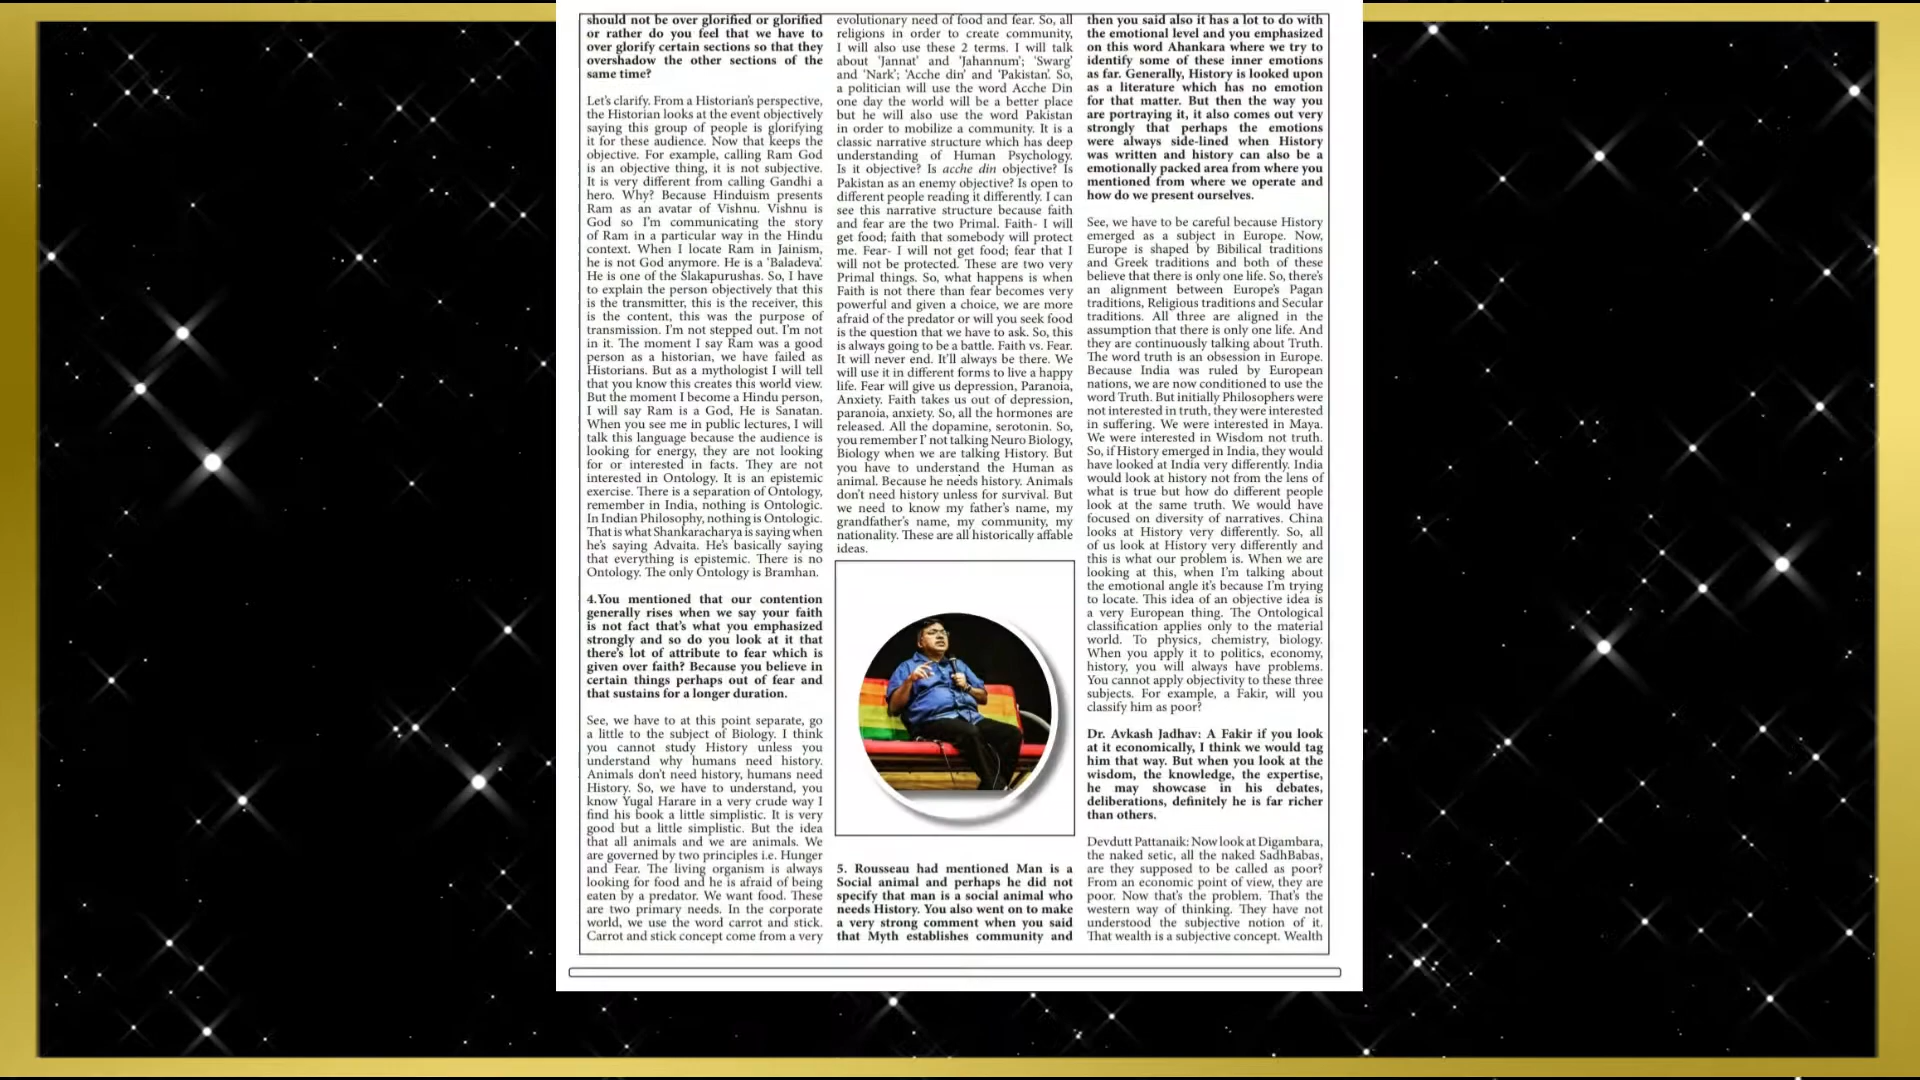 should not be over glorified or glorified
or rather do you feel that we have to
over glorify certain sections so that they
overshadow the other sections of the
same time?
Let's clarify. From a Historian's perspective,
the Historian looks at the event objectively
saying this group of people is glorifying
it for these audience. Now that keeps the
objective. For example, calling Ram God
is an objective thing, it is not subjective.
It is very different from calling Gandhi a
hero. Why? Because Hinduism presents
Ram as an avatar of Vishnu. Vishnu is
God so I'm communicating the story
of Ram in a particular way in the Hindu
context. When I locate Ram in Jainism,
he is not God anymore. He is a 'Baladeva'.
He is one of the Slakapurushas. So, I have
to explain the person objectively that this
is the transmitter, this is the receiver, this
is the content, this was the purpose of
transmission. I'm not stepped out. I'm not
in it. The moment I say Ram was a good
person as a historian, we have failed as
Historians. But as a mythologist I will tell
that you know this creates this world view.
But the moment I become a Hindu person,
I will say Ram is a God, He is Sanatan.
When you see me in public lectures, I will
talk this language because the audience is
looking for energy, they are not looking
for or interested in facts. They are not
interested in Ontology. It is an epistemic
exercise. There is a separation of Ontology,
remember in India, nothing is Ontologic.
In Indian Philosophy, nothing is Ontologic.
That is what Shankaracharya is saying when
he's saying Advaita. He's basically saying
that everything is epistemic. There is no
Ontology. The only Ontology is Bramhan.
4.You mentioned that our contention
generally rises when we say your faith
is not fact that's what you emphasized
strongly and so do you look at it that
there's lot of attribute to fear which is
given over faith? Because you believe in
certain things perhaps out of fear and
that sustains for a longer duration.
See, we have to at this point separate, go
a little to the subject of Biology. I think
you cannot study History unless you
understand why humans need history.
Animals don't need history, humans need
History. So, we have to understand, you
know Yugal Harare in a very crude way I
find his book a little simplistic. It is very
good but a little simplistic. But the idea
that all animals and we are animals. We
are governed by two principles i.e. Hunger
and Fear. The living organism is always
looking for food and he is afraid of being
eaten by a predator. We want food. These
are two primary needs. In the corporate
world, we use the word carrot and stick.
Carrot and stick concept come from a very
evolutionary need of food and fear. So, all
religions in order to create community,
I will also use these 2 terms. I will talk
about 'Jannat' and 'Jahannum'; 'Swarg'
and 'Nark'; 'Acche din' and 'Pakistan'. So,
a politician will use the word Acche Din
one day the world will be a better place
but he will also use the word Pakistan
in order to mobilize a community. It is a
classic narrative structure which has deep
understanding of Human Psychology.
Is it objective? Is acche din objective? Is
Pakistan as an enemy objective? Is open to
different people reading it differently. I can
see this narrative structure because faith
and fear are the two Primal. Faith- I will
get food; faith that somebody will protect
me. Fear- I will not get food; fear that I
will not be protected. These are two very
Primal things. So, what happens is when
Faith is not there than fear becomes very
powerful and given a choice, we are more
afraid of the predator or will you seek food
is the question that we have to ask. So, this
is always going to be a battle. Faith vs. Fear.
It will never end. It'll always be there. We
will use it in different forms to live a happy
life. Fear will give us depression, Paranoia,
Anxiety. Faith takes us out of depression,
paranoia, anxiety. So, all the hormones are
released. All the dopamine, serotonin. So,
you remember I' not talking Neuro Biology,
Biology when we are talking History. But
you have to understand the Human as
animal. Because he needs history. Animals
don't need history unless for survival. But
we need to know my father's name, my
grandfather's name, my community, my
nationality. These are all historically affable
ideas.
5. Rousseau had mentioned Man is a
Social animal and perhaps he did not
specify that man is a social animal who
needs History. You also went on to make
a very strong comment when you said
that Myth establishes community and
then you said also it has a lot to do with
the emotional level and you emphasized
on this word Ahankara where we try to
identify some of these inner emotions
as far. Generally, History is looked upon
as a literature which has no emotion
for that matter. But then the way you
are portraying it, it also comes out very
strongly that perhaps the emotions
were always side-lined when History
was written and history can also be a
emotionally packed area from where you
mentioned from where we operate and
how do we present ourselves.
See, we have to be careful because History
emerged as a subject in Europe. Now,
Europe is shaped by Bibilical traditions
and Greek traditions and both of these
believe that there is only one life. So, there's
an alignment between Europe's Pagan
traditions, Religious traditions and Secular
traditions. All three are aligned in the
assumption that there is only one life. And
they are continuously talking about Truth.
The word truth is an obsession in Europe.
Because India was ruled by European
nations, we are now conditioned to use the
word Truth. But initially Philosophers were
not interested in truth, they were interested
in suffering. We were interested in Maya.
We were interested in Wisdom not truth.
So, if History emerged in India, they would
have looked at India very differently. India
would look at history not from the lens of
what is true but how do different people
look at the same truth. We would have
focused on diversity of narratives. China
looks at History very differently. So, all
of us look at History very differently and
this is what our problem is. When we are
looking at this, when I'm talking about
the emotional angle it's because I'm trying
to locate. This idea of an objective idea is
a very European thing. The Ontological
classification applies only to the material
world. To physics, chemistry, biology.
When you apply it to politics, economy,
history, you will always have problems.
You cannot apply objectivity to these three
subjects. For example, a Fakir, will you
classify him as poor?
Dr. Avkash Jadhav: A Fakir if you look
at it economically, I think we would tag
him that way. But when you look at the
wisdom, the knowledge, the expertise,
he may showcase in his debates,
deliberations, definitely he is far richer
than others.
Devdutt Pattanaik: Now look at Digambara,
the naked setic, all the naked SadhBabas,
are they supposed to be called as poor?
From an economic point of view, they are
poor. Now that's the problem. That's the
western way of thinking. They have not
understood the subjective notion of it.
That wealth is a subjective concept. Wealth